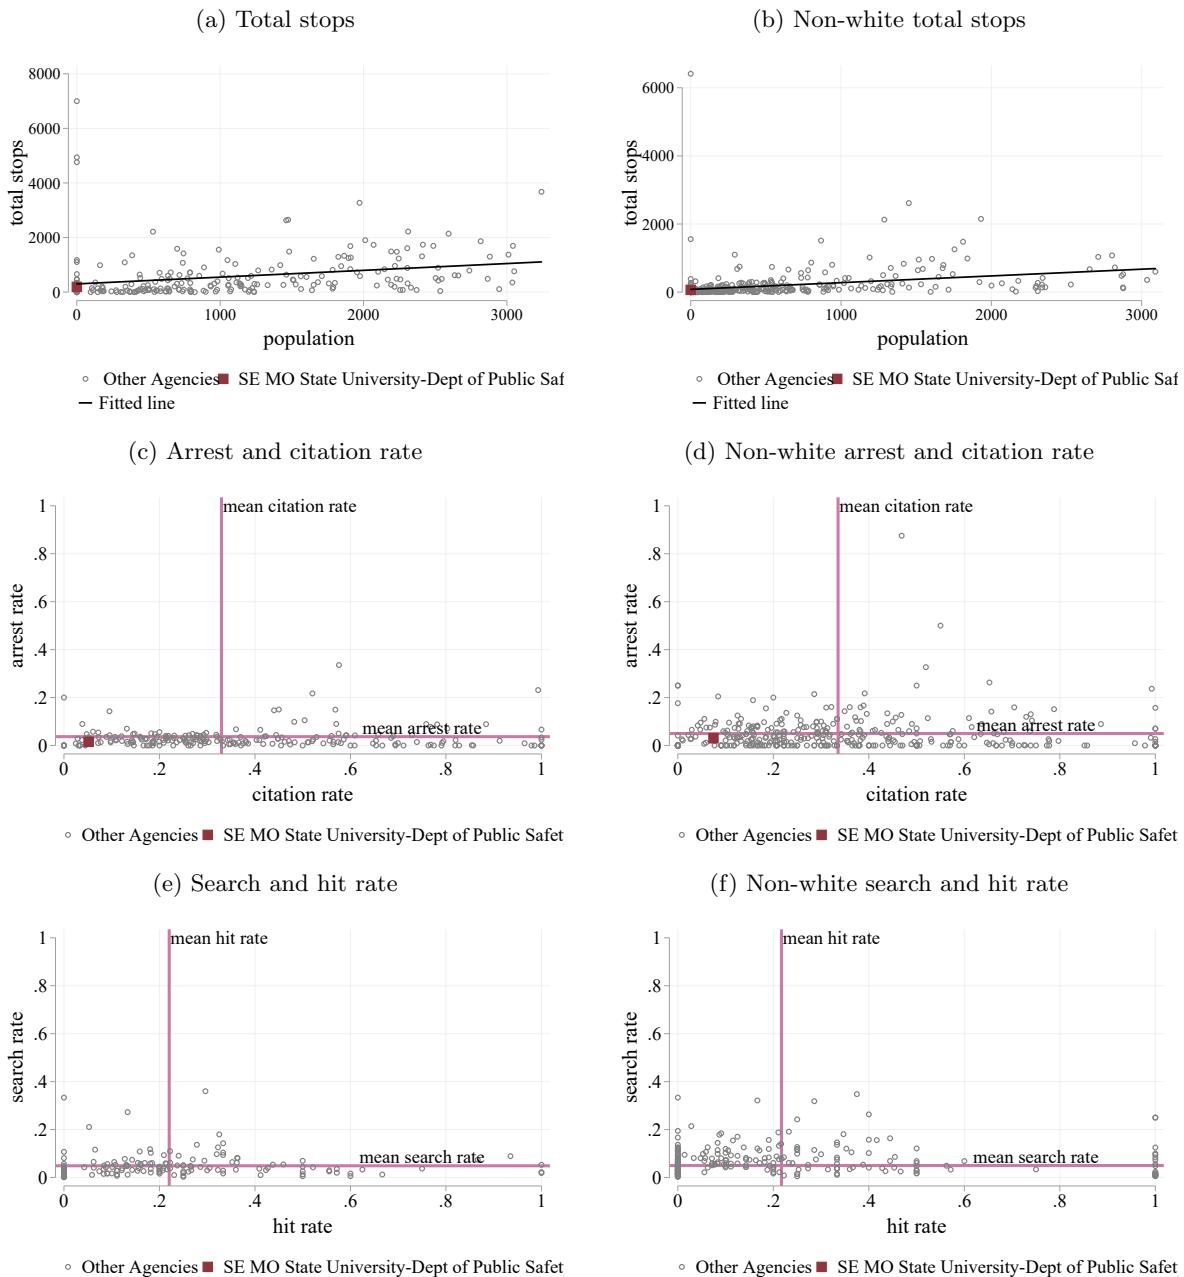 (a) Total stops
(b) Non-white total stops
8000
6000
4000
2000
0
total stops
0 1000 2000 3000
population
Other Agencies SE MO State University-Dept of Public Saf
Fitted line
6000
4000
2000
0
total stops
0 1000 2000 3000
population
Other Agencies SE MO State University-Dept of Public Saf
Fitted line
(c) Arrest and citation rate
(d) Non-white arrest and citation rate
1
.8
.6
.4
.2
0
arrest rate
mean citation rate
mean arrest rate
0 .2 .4 .6 .8 1
citation rate
Other Agencies SE MO State University-Dept of Public Safet
1
.8
.6
.4
.2
0
arrest rate
mean citation rate
mean arrest rate
0 .2 .4 .6 .8 1
citation rate
Other Agencies SE MO State University-Dept of Public Safet
(e) Search and hit rate
(f) Non-white search and hit rate
1
.8
.6
.4
.2
0
search rate
mean hit rate
mean search rate
0 .2 .4 .6 .8 1
hit rate
Other Agencies SE MO State University-Dept of Public Safet
1
.8
.6
.4
.2
0
search rate
mean hit rate
mean search rate
0 .2 .4 .6 .8 1
hit rate
Other Agencies SE MO State University-Dept of Public Safet